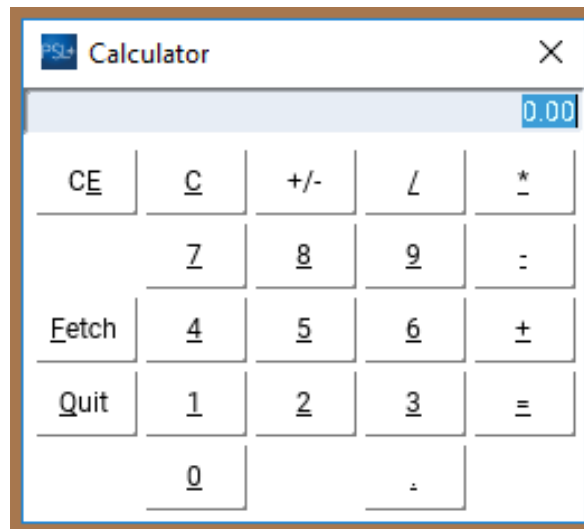 PSL+ Calculator
0.00
CE C +/- / *
7 8 9 -
Fetch 4 5 6 +
Quit 1 2 3 =
0 .